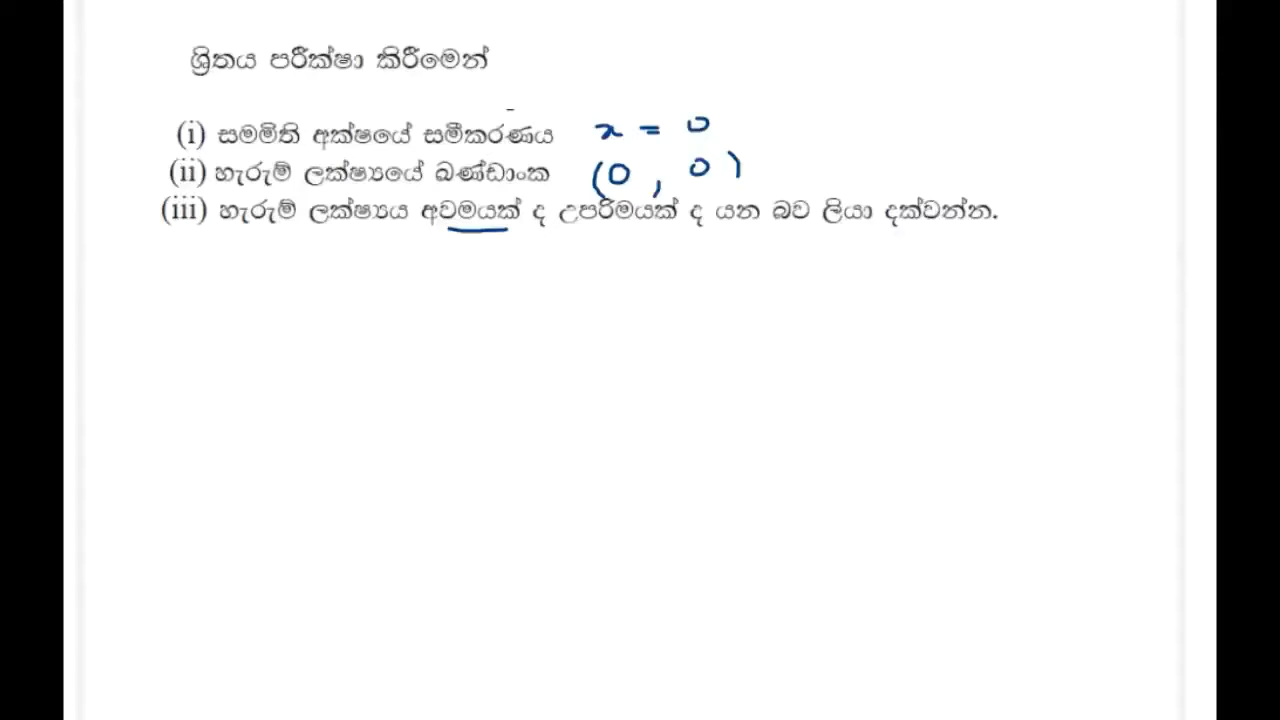 ශ්‍රිතය පරීක්ෂා කිරීමෙන්
(i) සමමිති අක්ෂයේ සමීකරණය x = 0
(ii) හැරුම් ලක්ෂ්‍යයේ ඛණ්ඩාංක (0 , 0)
(iii) හැරුම් ලක්ෂ්‍යය අවමයක් ද උපරිමයක් ද යන බව ලියා දක්වන්න.